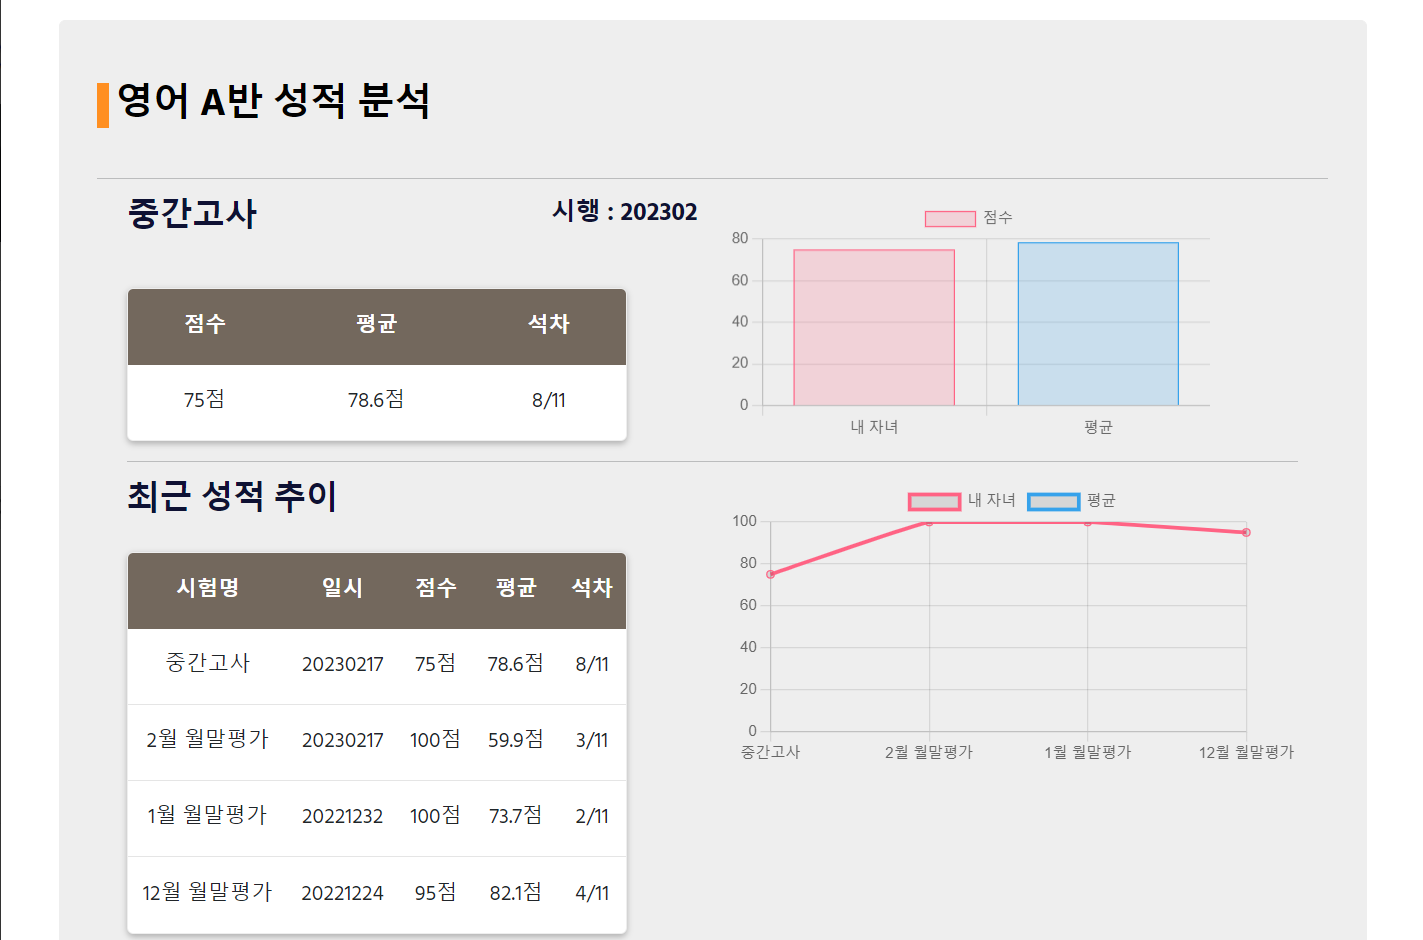 영어 A반 성적 분석
중간고사
시행 : 202302
점수 평균 석차
75점 78.6점 8/11
점수
80
60
40
20
0
내 자녀 평균
최근 성적 추이
시험명 일시 점수 평균 석차
중간고사 20230217 75점 78.6점 8/11
2월 월말평가 20230217 100점 59.9점 3/11
1월 월말평가 20221232 100점 73.7점 2/11
12월 월말평가 20221224 95점 82.1점 4/11
내 자녀 평균
100
80
60
40
20
0
중간고사 2월 월말평가 1월 월말평가 12월 월말평가